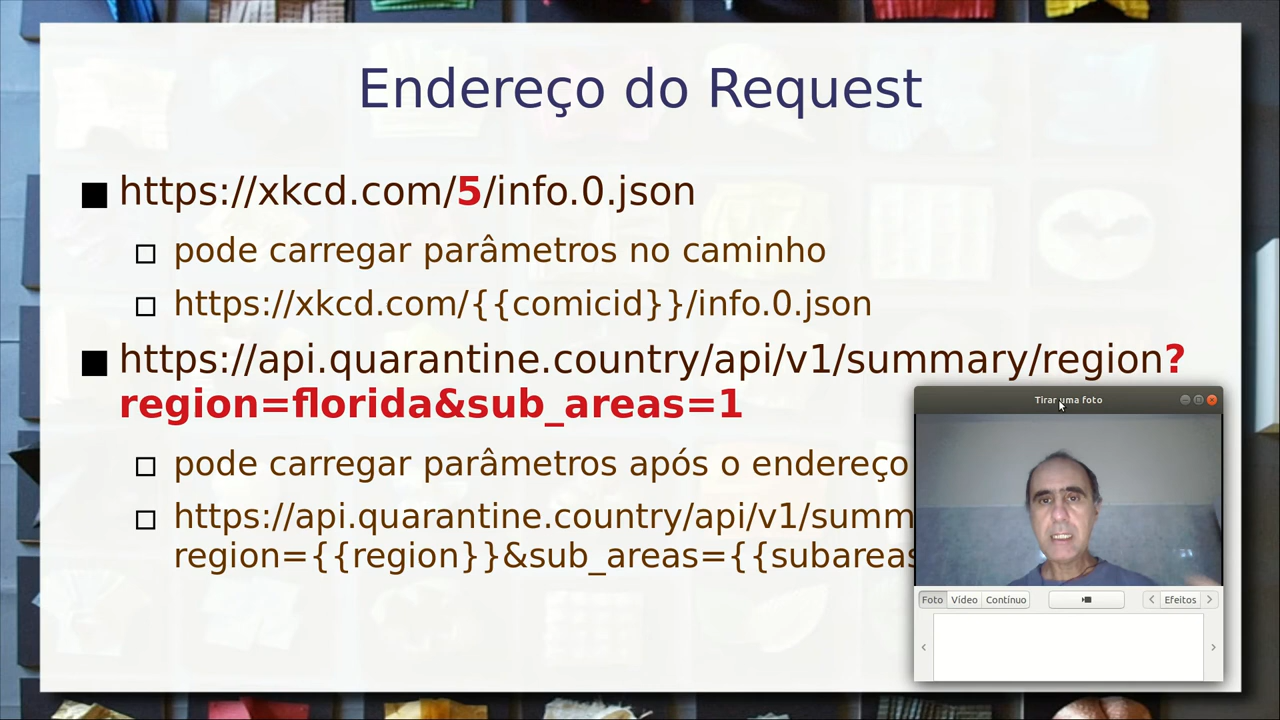 Endereço do Request
https://xkcd.com/5/info.0.json
pode carregar parâmetros no caminho
https://xkcd.com/{{comicid}}/info.0.json
https://api.quarantine.country/api/v1/summary/region?
region=florida&sub_areas=1
pode carregar parâmetros após o endereço
https://api.quarantine.country/api/v1/summ
region={{region}}&sub_areas={{subareas
Tirar uma foto
Foto Vídeo Contínuo Efeitos